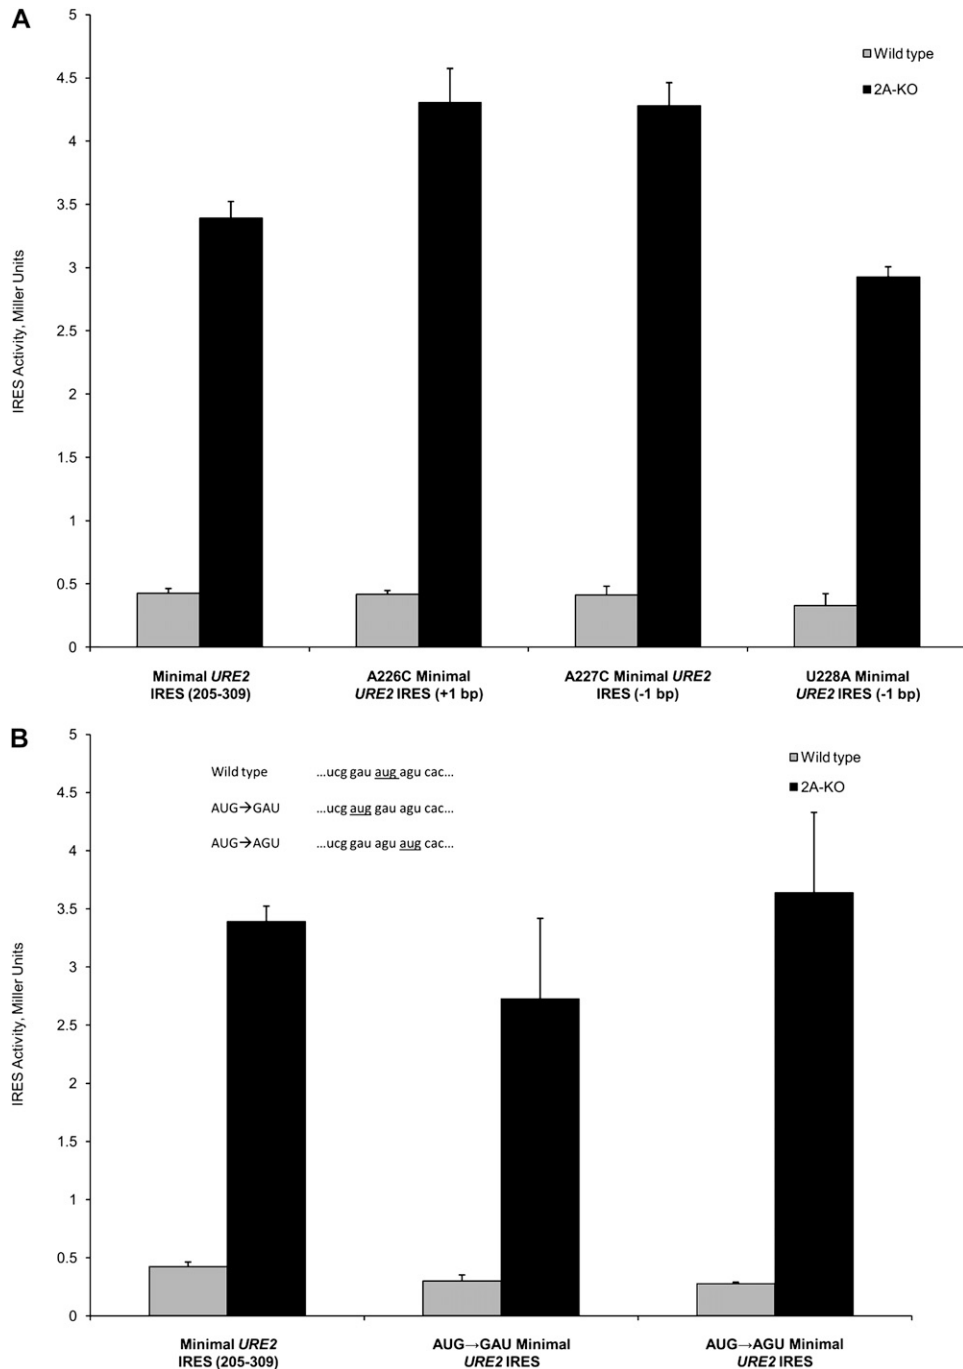 A
5
4.5
4
3.5
3
2.5
2
1.5
1
0.5
0
IRES Activity, Miller Units
Wild type
2A-KO
Minimal URE2
IRES (205-309)
A226C Minimal
URE2 IRES (+1 bp)
A227C Minimal URE2
IRES (-1 bp)
U228A Minimal
URE2 IRES (-1 bp)
B
5
4.5
4
3.5
3
2.5
2
1.5
1
0.5
0
IRES Activity, Miller Units
Wild type ...ucg gau aug agu cac...
AUG→GAU ...ucg aug gau agu cac...
AUG→AGU ...ucg gau agu aug cac...
Wild type
2A-KO
Minimal URE2
IRES (205-309)
AUG→GAU Minimal
URE2 IRES
AUG→AGU Minimal
URE2 IRES